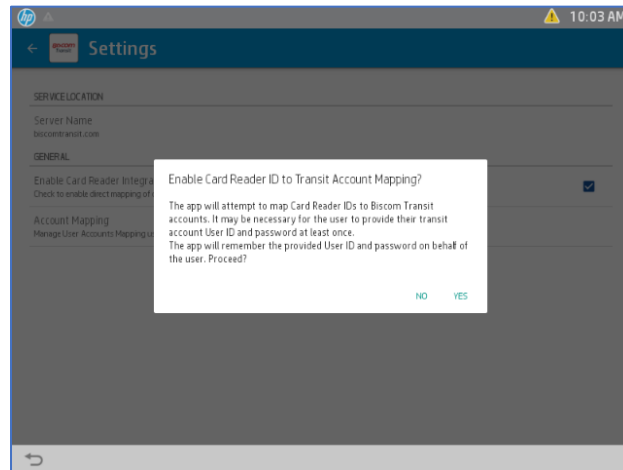 hp
10:03 AM
biscom
Transit
Settings
SERVICE LOCATION
Server Name
biscomtransit.com
GENERAL
Enable Card Reader Integra
Check to enable direct mapping of
Account Mapping
Manage User Accounts Mapping us
Enable Card Reader ID to Transit Account Mapping?
The app will attempt to map Card Reader IDs to Biscom Transit
accounts. It may be necessary for the user to provide their transit
account User ID and password at least once.
The app will remember the provided User ID and password on behalf of
the user. Proceed?
NO YES